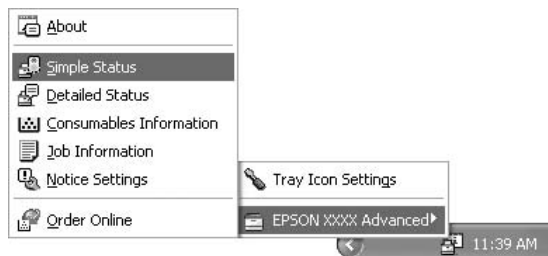 About
Simple Status
Detailed Status
Consumables Information
Job Information
Notice Settings
Order Online
Tray Icon Settings
EPSON XXXX Advanced
11:39 AM